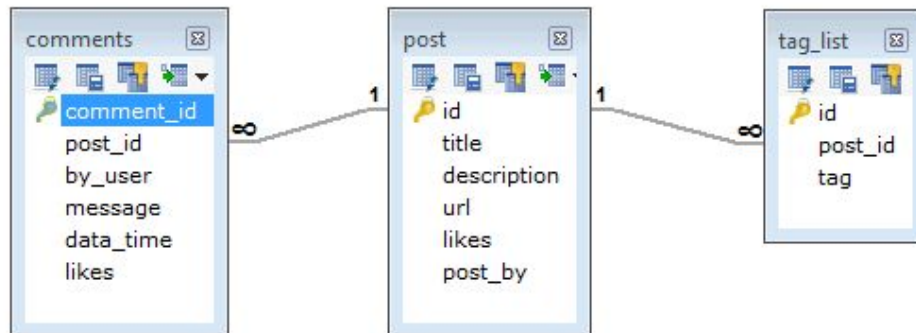 comments
comment_id
post_id
by_user
message
data_time
likes
1
∞
post
id
title
description
url
likes
post_by
1
∞
tag_list
id
post_id
tag